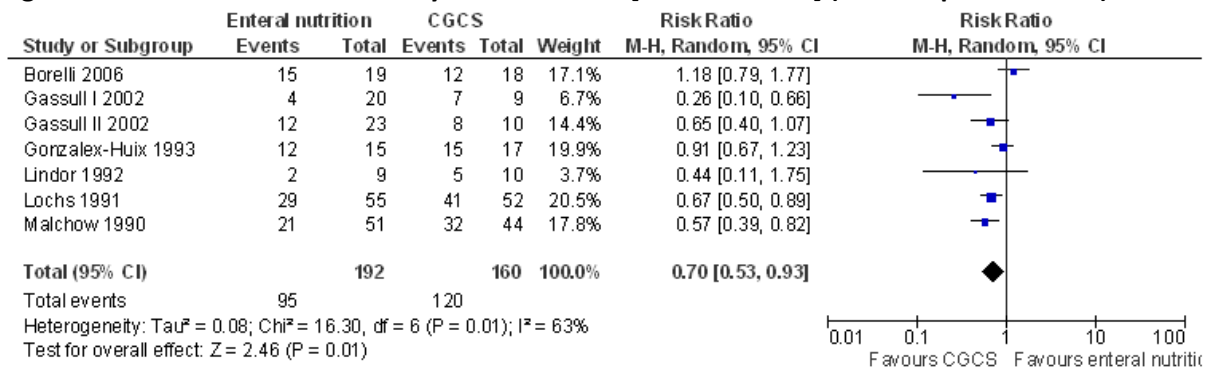 Enteral nutrition CGCS Risk Ratio Risk Ratio
Study or Subgroup Events Total Events Total Weight M-H, Random, 95% CI M-H, Random, 95% CI
Borelli 2006 15 19 12 18 17.1% 1.18 [0.79, 1.77]
Gassull I 2002 4 20 7 9 6.7% 0.26 [0.10, 0.66]
Gassull II 2002 12 23 8 10 14.4% 0.65 [0.40, 1.07]
Gonzalex-Huix 1993 12 15 15 17 19.9% 0.91 [0.67, 1.23]
Lindor 1992 2 9 5 10 3.7% 0.44 [0.11, 1.75]
Lochs 1991 29 55 41 52 20.5% 0.67 [0.50, 0.89]
Malchow 1990 21 51 32 44 17.8% 0.57 [0.39, 0.82]
Total (95% CI) 192 160 100.0% 0.70 [0.53, 0.93]
Total events 95 120
Heterogeneity: Tau² = 0.08; Chi² = 16.30, df = 6 (P = 0.01); I² = 63%
Test for overall effect: Z = 2.46 (P = 0.01)
0.01 0.1 1 10 100
Favours CGCS Favours enteral nutritic